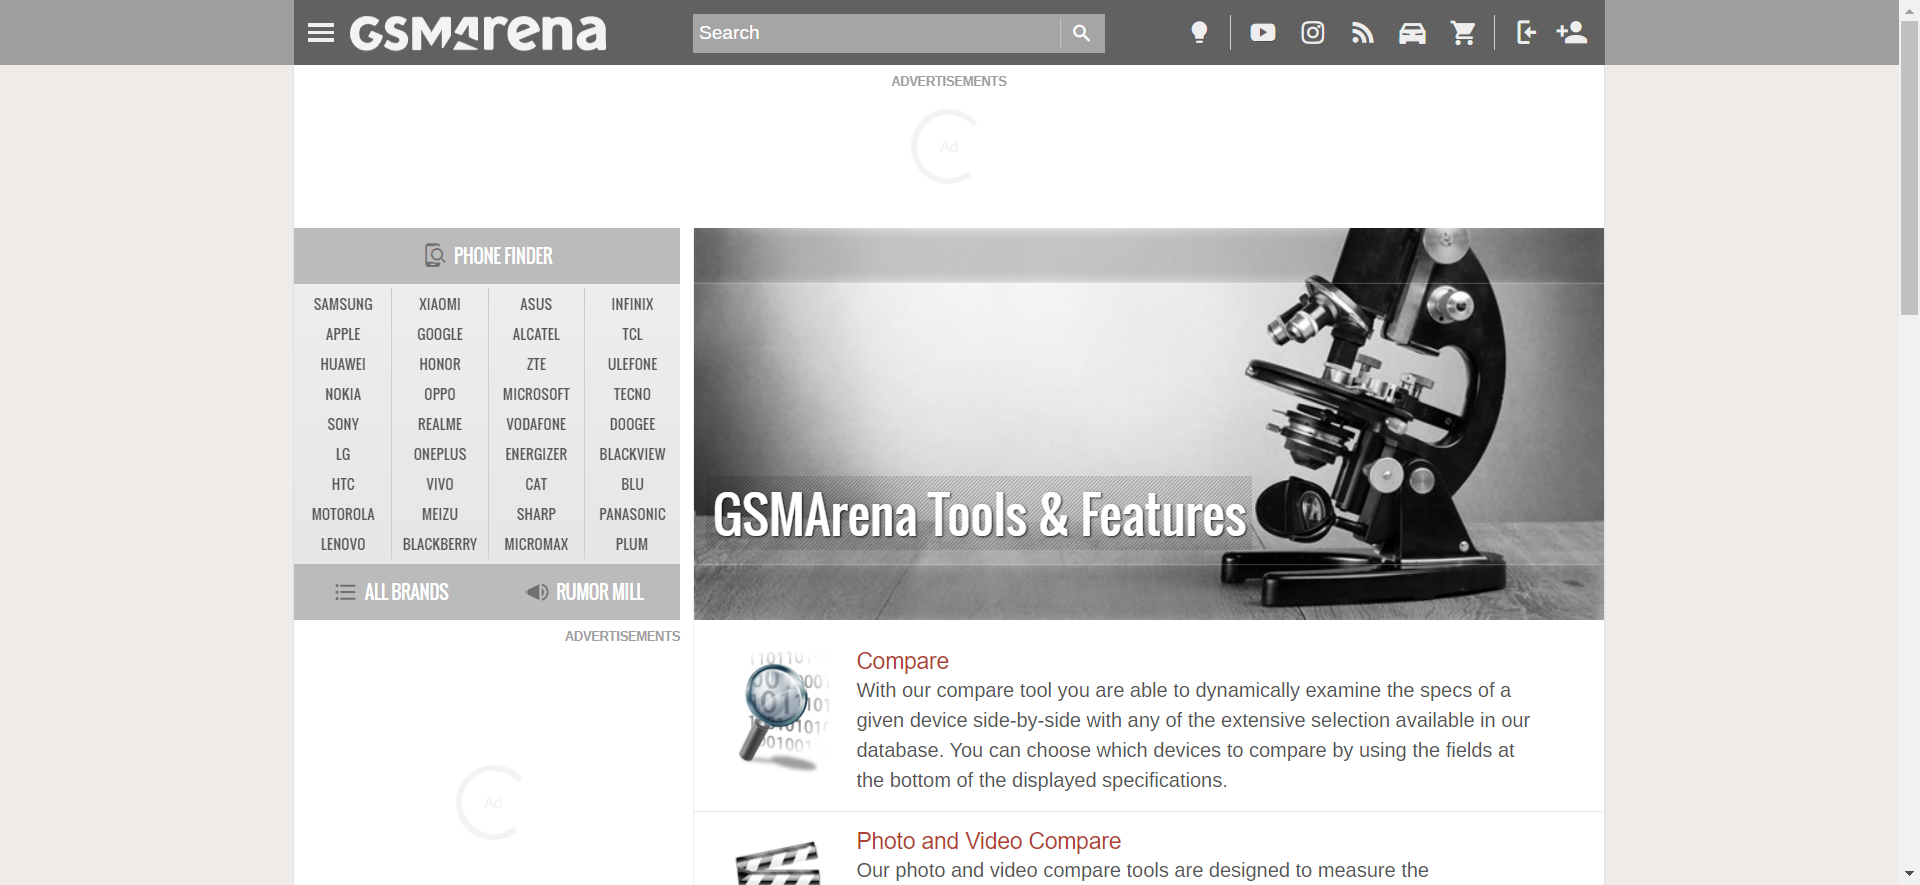 GSMArena
Search
ADVERTISEMENTS
Ad
PHONE FINDER
SAMSUNG XIAOMI ASUS INFINIX
APPLE GOOGLE ALCATEL TCL
HUAWEI HONOR ZTE ULEFONE
NOKIA OPPO MICROSOFT TECNO
SONY REALME VODAFONE DOOGEE
LG ONEPLUS ENERGIZER BLACKVIEW
HTC VIVO CAT BLU
MOTOROLA MEIZU SHARP PANASONIC
LENOVO BLACKBERRY MICROMAX PLUM
ALL BRANDS RUMOR MILL
ADVERTISEMENTS
Ad
GSMArena Tools & Features
Compare
With our compare tool you are able to dynamically examine the specs of a
given device side-by-side with any of the extensive selection available in our
database. You can choose which devices to compare by using the fields at
the bottom of the displayed specifications.
Photo and Video Compare
Our photo and video compare tools are designed to measure the